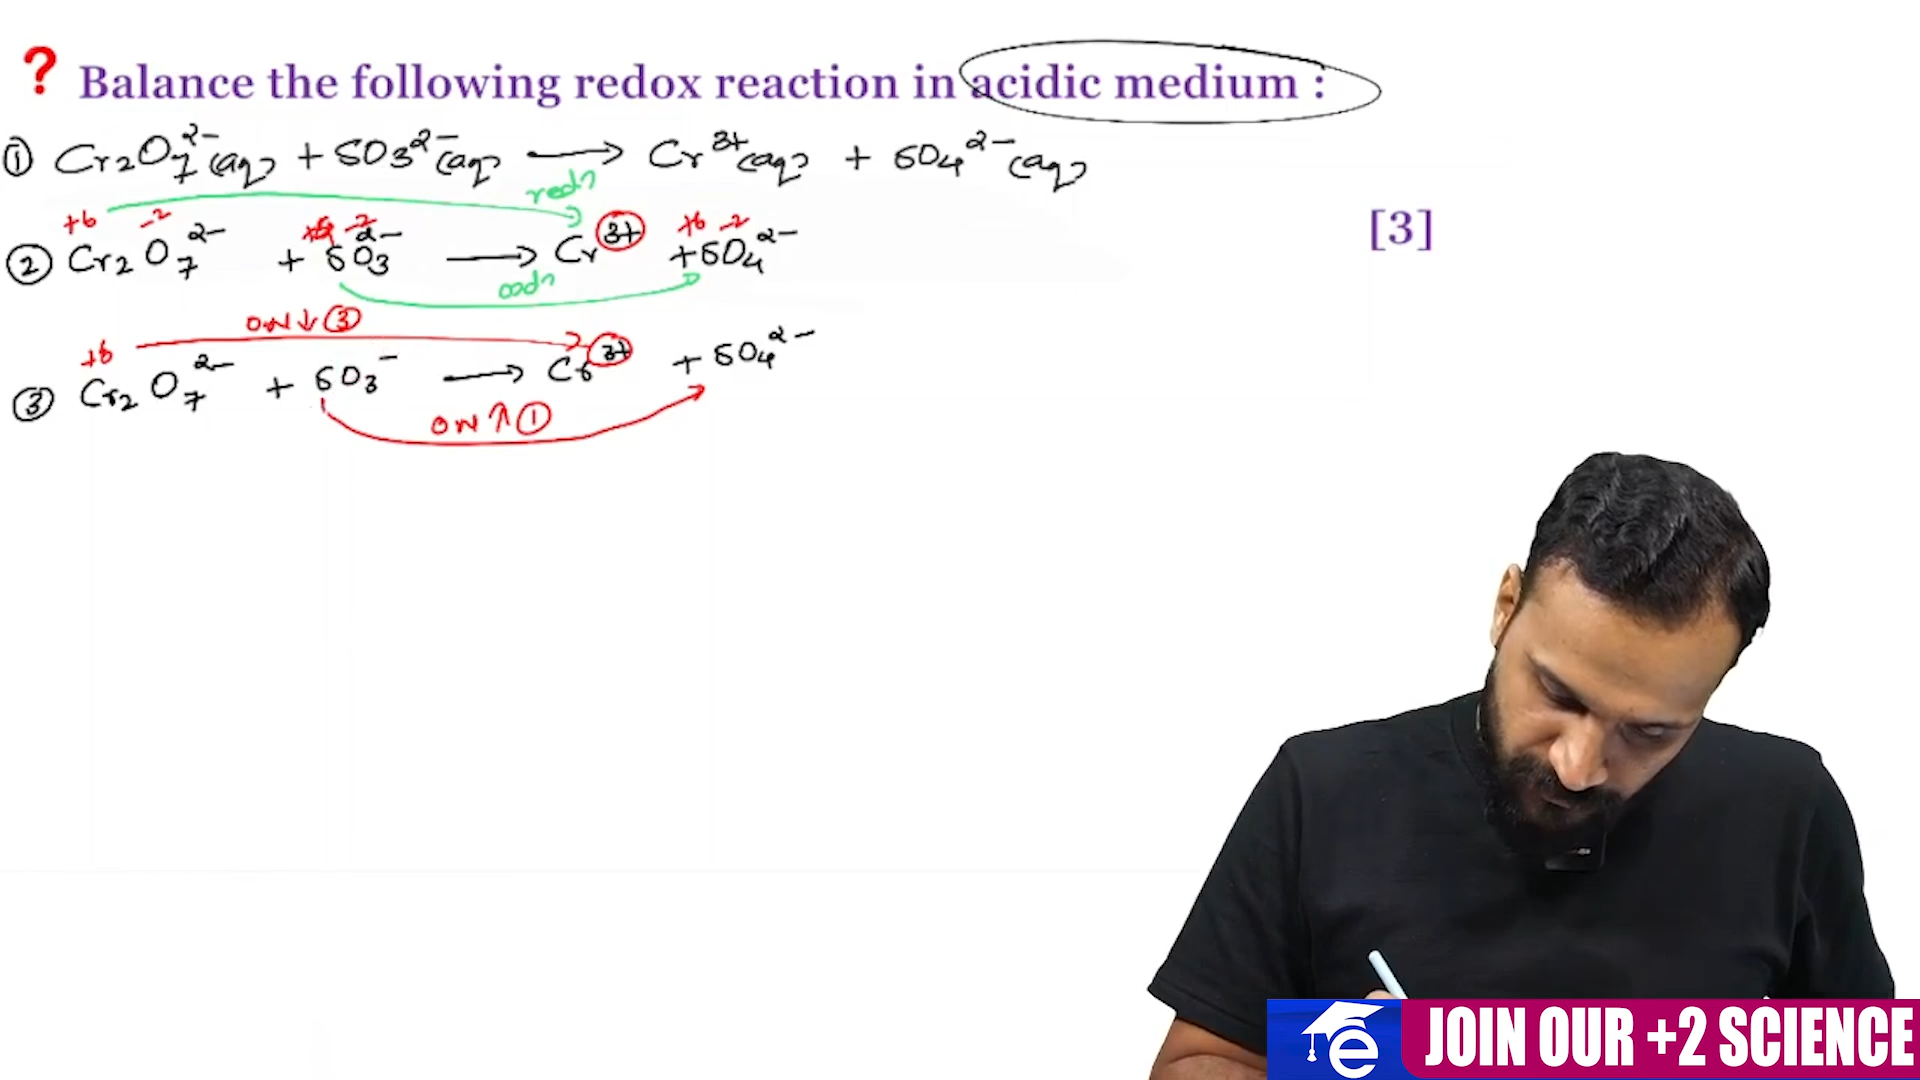 ? Balance the following redox reaction in acidic medium :
① Cr₂O₇²⁻(aq) + SO₃²⁻(aq) ⟶ Cr³⁺(aq) + SO₄²⁻(aq)
[3]
redn
+6 -2 -2 +6 -2
② Cr₂O₇²⁻ + SO₃²⁻ ⟶ Cr³⁺ + SO₄²⁻
oxdn
ON↓③
+6
③ Cr₂O₇²⁻ + SO₃⁻ ⟶ Cr³⁺ + SO₄²⁻
ON↑①
e JOIN OUR +2 SCIENCE